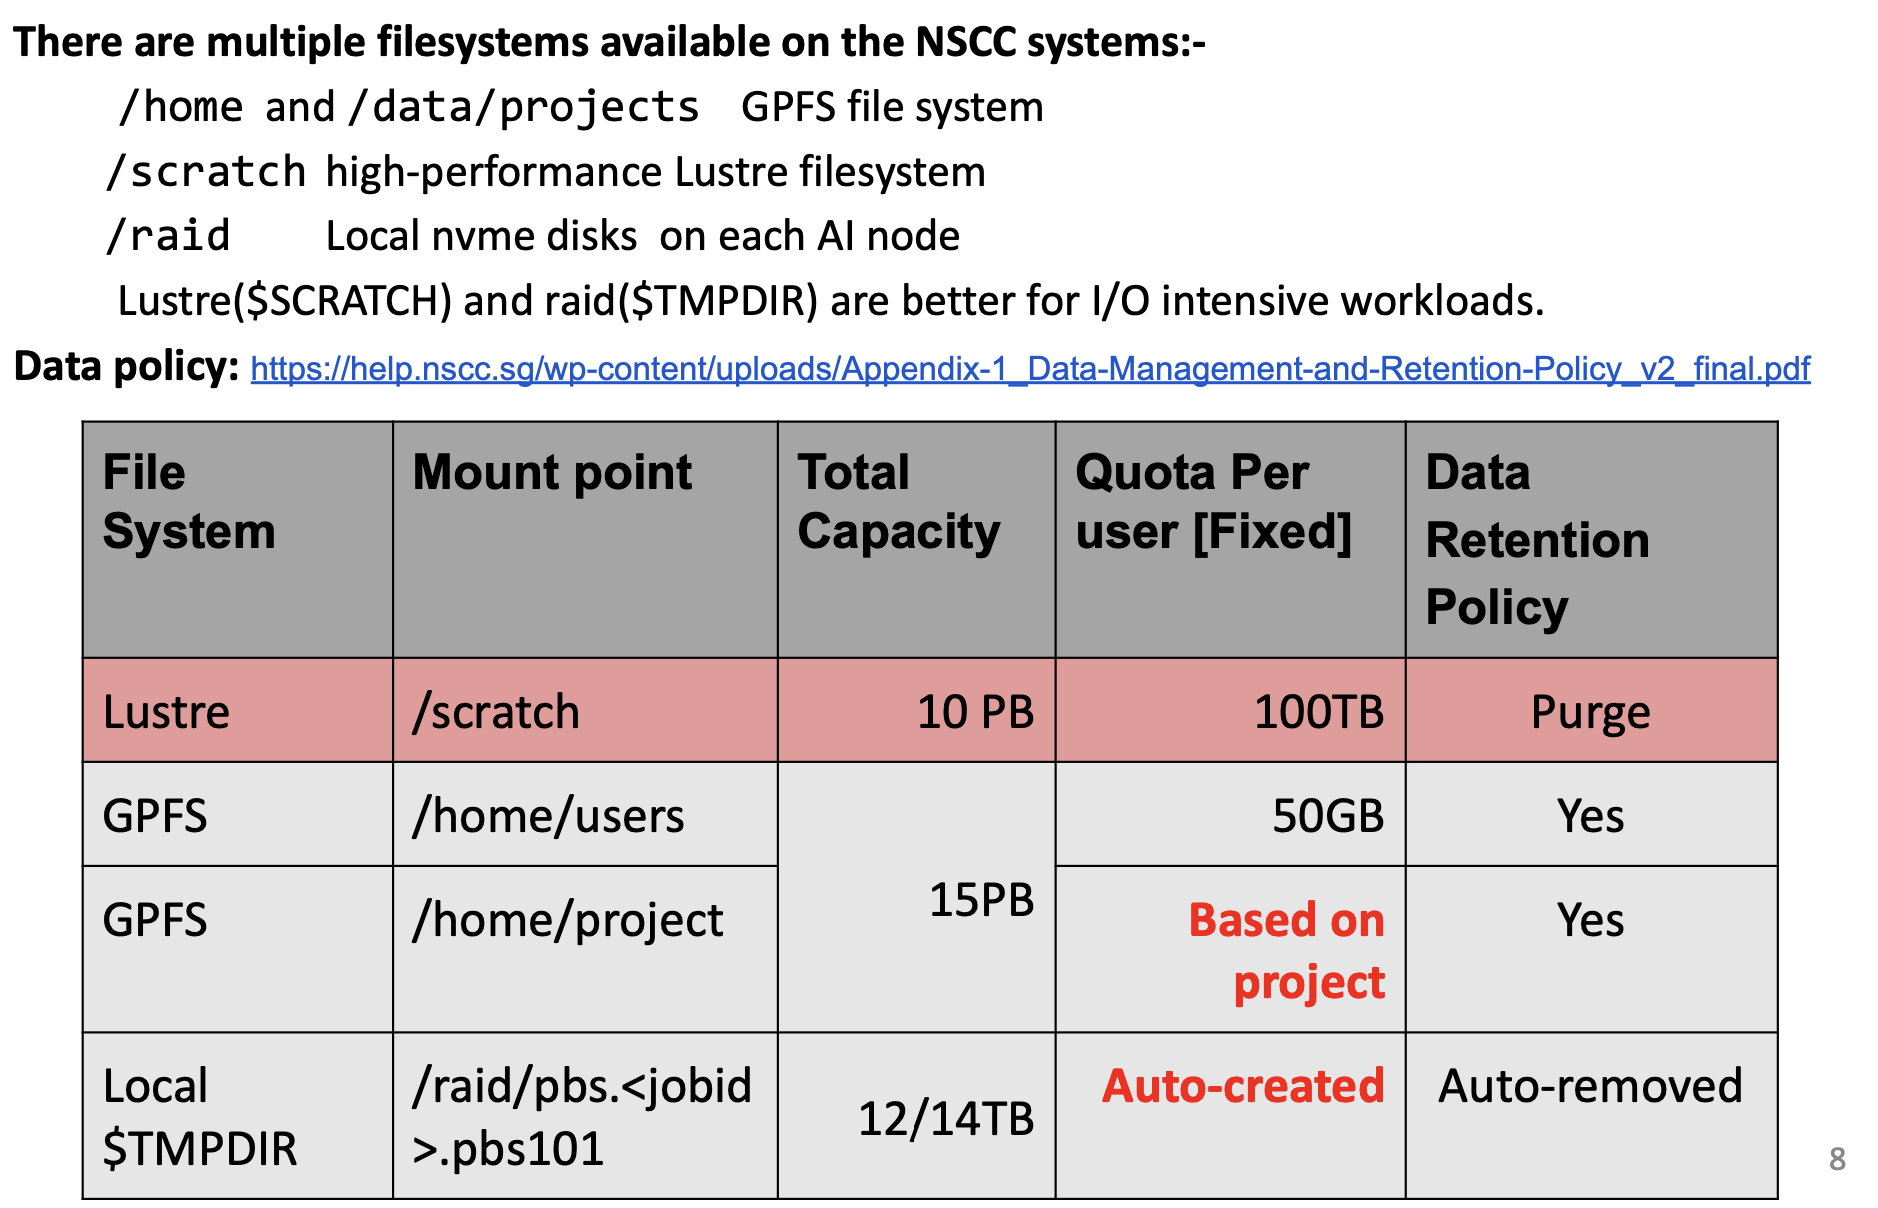 There are multiple filesystems available on the NSCC systems:-
/home and /data/projects GPFS file system
/scratch high-performance Lustre filesystem
/raid Local nvme disks on each AI node
Lustre($SCRATCH) and raid($TMPDIR) are better for I/O intensive workloads.
Data policy: https://help.nscc.sg/wp-content/uploads/Appendix-1_Data-Management-and-Retention-Policy_v2_final.pdf
File
System
Mount point
Total
Capacity
Quota Per
user [Fixed]
Data
Retention
Policy
Lustre
/scratch
10 PB
100TB
Purge
GPFS
/home/users
15PB
50GB
Yes
GPFS
/home/project
Based on
project
Yes
Local
$TMPDIR
/raid/pbs.<jobid
>.pbs101
12/14TB
Auto-created
Auto-removed
8